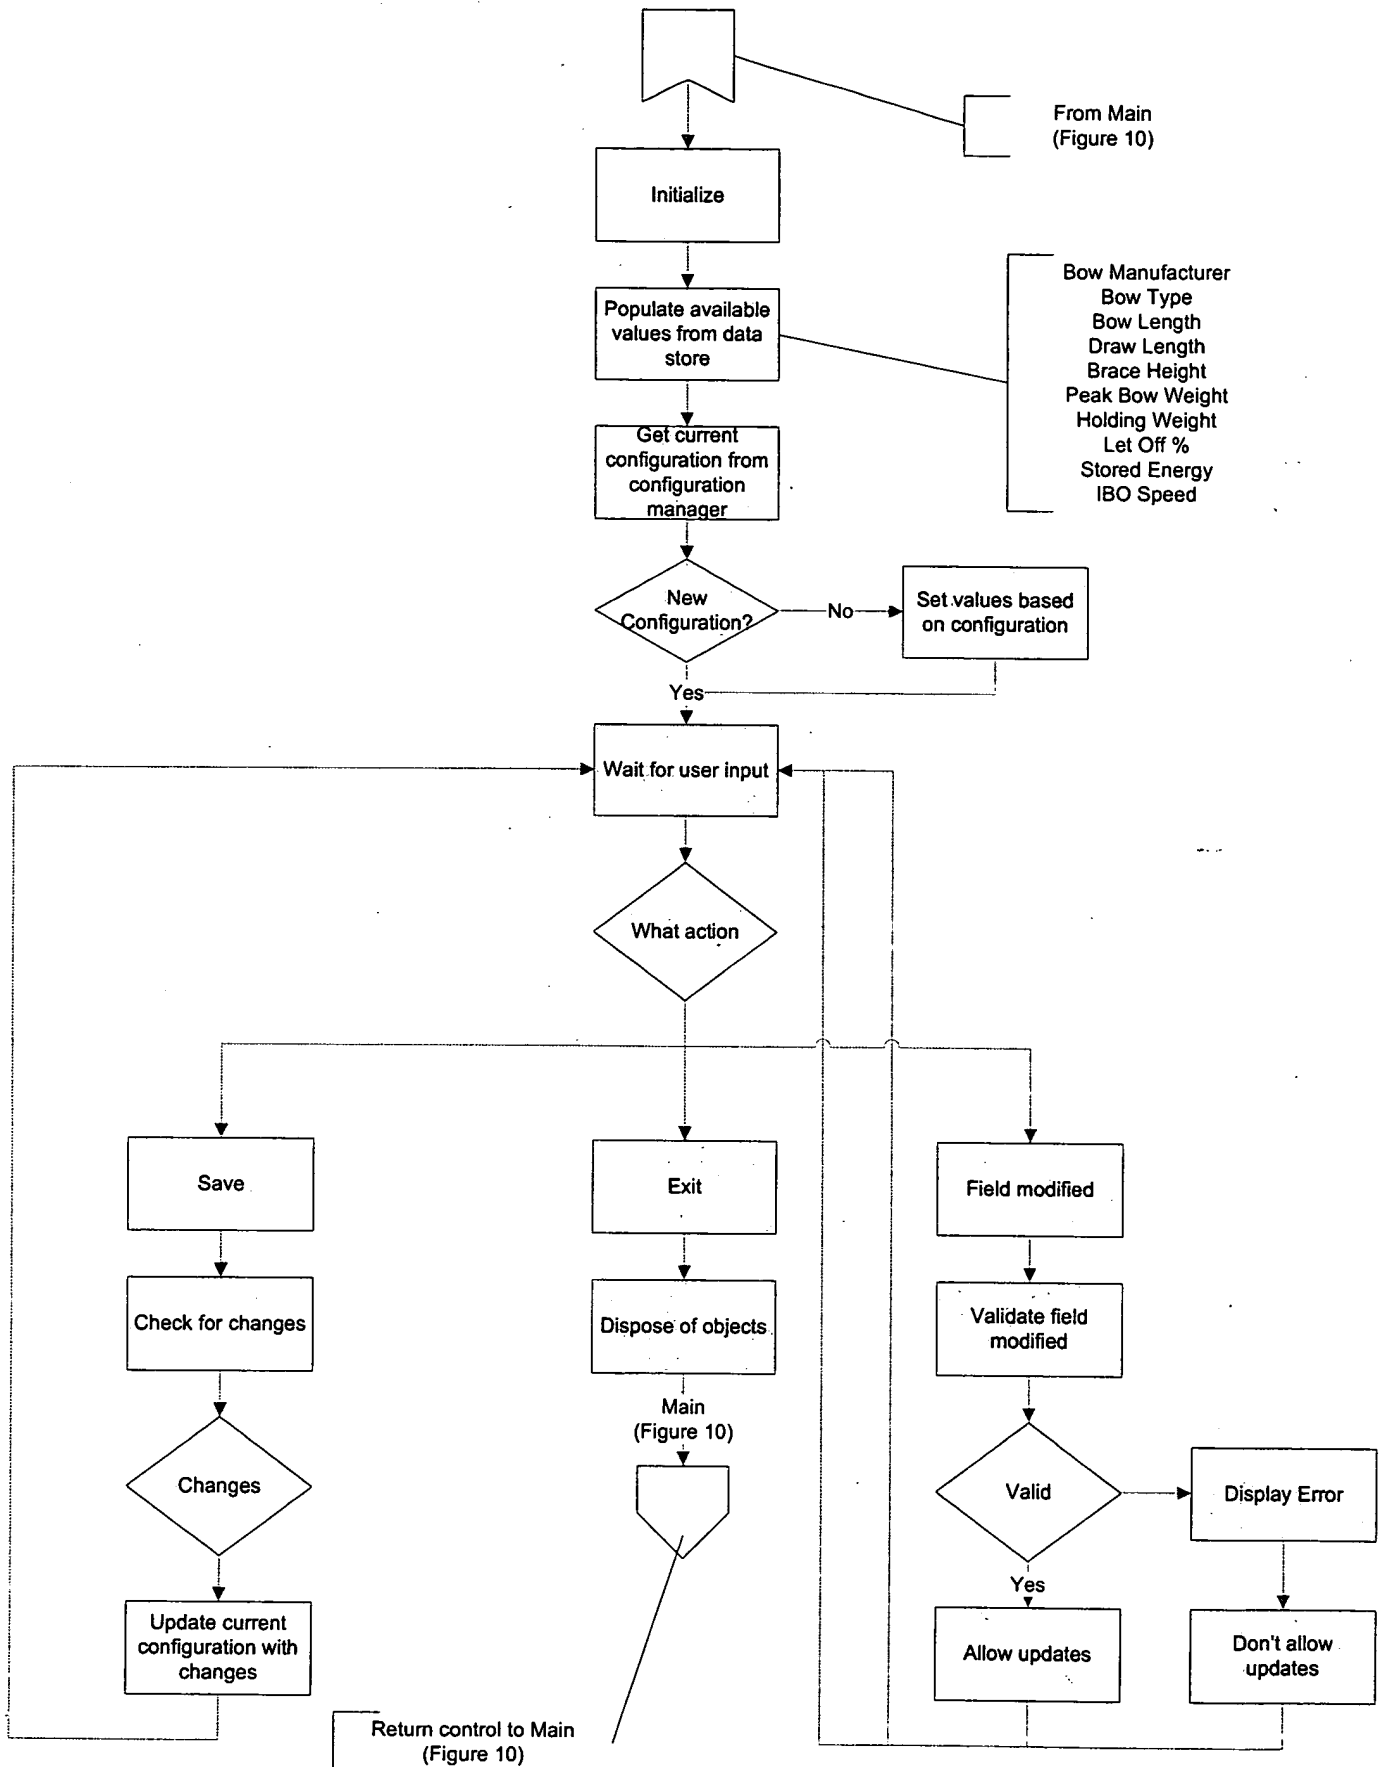 From Main
(Figure 10)
Initialize
Bow Manufacturer
Bow Type
Bow Length
Draw Length
Brace Height
Peak Bow Weight
Holding Weight
Let Off %
Stored Energy
IBO Speed
Populate available
values from data
store
Get current
configuration from
configuration
manager
New
Configuration?
No
Set values based
on configuration
Yes
Wait for user input
What action
Save
Exit
Field modified
Check for changes
Dispose of objects
Validate field
modified
Main
(Figure 10)
Changes
Valid
Display Error
Yes
Update current
configuration with
changes
Allow updates
Don't allow
updates
Return control to Main
(Figure 10)